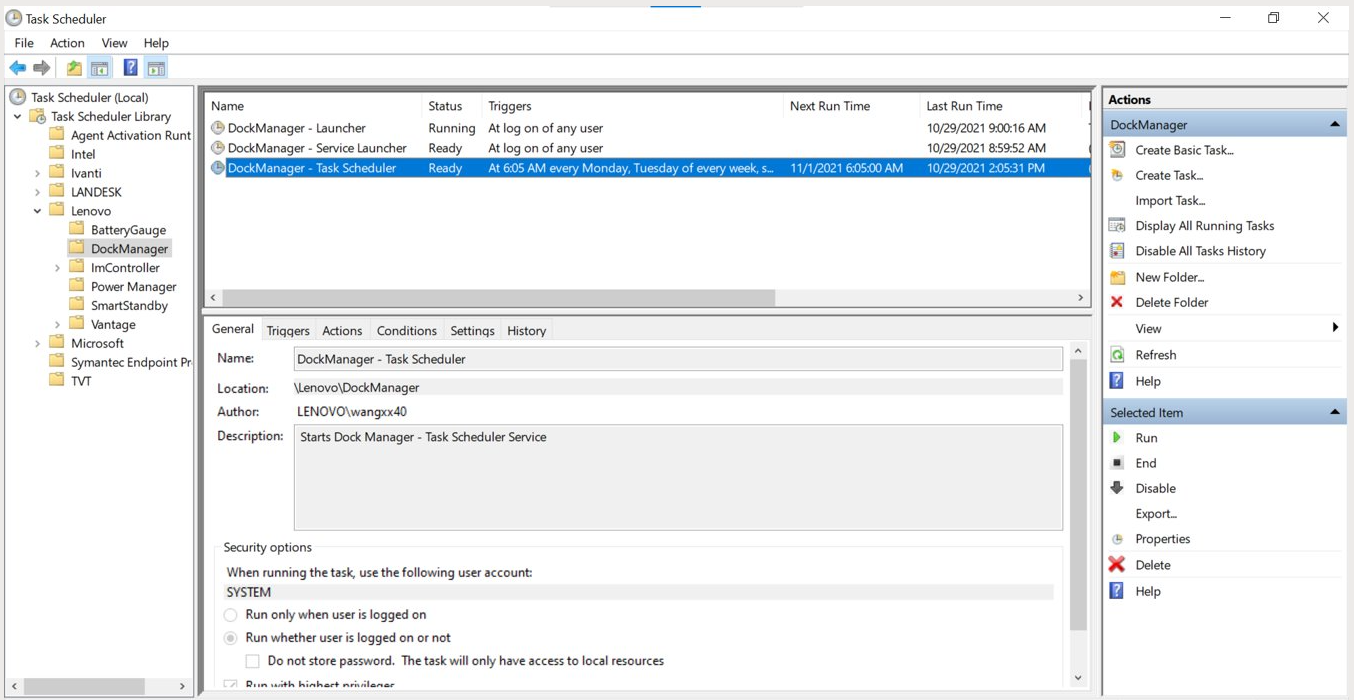 Task Scheduler
File Action View Help
Task Scheduler (Local)
Task Scheduler Library
Agent Activation Runt
Intel
Ivanti
LANDESK
Lenovo
BatteryGauge
DockManager
ImController
Power Manager
SmartStandby
Vantage
Microsoft
Symantec Endpoint Pr
TVT
Name Status Triggers Next Run Time Last Run Time
DockManager - Launcher Running At log on of any user 10/29/2021 9:00:16 AM
DockManager - Service Launcher Ready At log on of any user 10/29/2021 8:59:52 AM
DockManager - Task Scheduler Ready At 6:05 AM every Monday, Tuesday of every week, s... 11/1/2021 6:05:00 AM 10/29/2021 2:05:31 PM
General Triggers Actions Conditions Settings History
Name: DockManager - Task Scheduler
Location: \Lenovo\DockManager
Author: LENOVO\wangxx40
Description: Starts Dock Manager - Task Scheduler Service
Security options
When running the task, use the following user account:
SYSTEM
Run only when user is logged on
Run whether user is logged on or not
Do not store password. The task will only have access to local resources
Run with highest privileges
Actions
DockManager
Create Basic Task...
Create Task...
Import Task...
Display All Running Tasks
Disable All Tasks History
New Folder...
Delete Folder
View
Refresh
Help
Selected Item
Run
End
Disable
Export...
Properties
Delete
Help